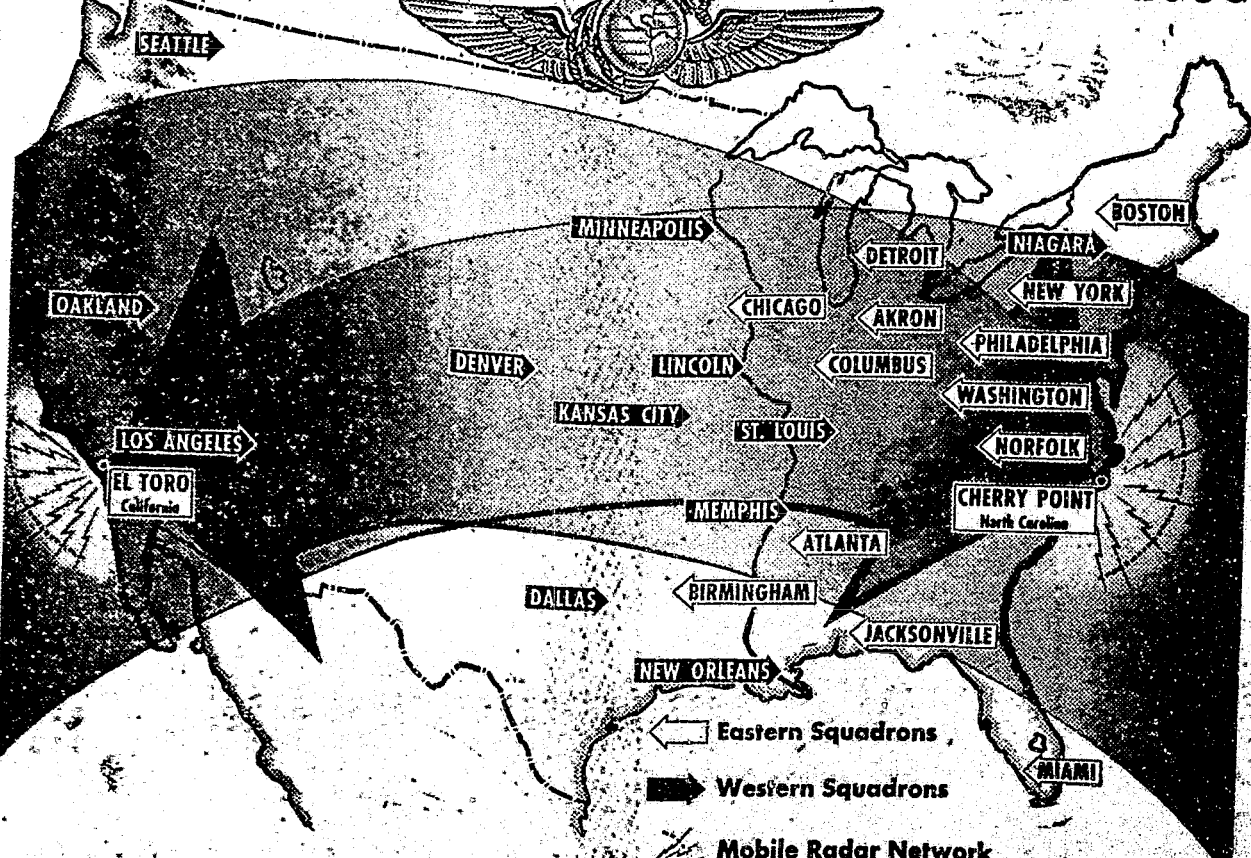 SEATTLE
MINNEAPOLIS
BOSTON
NIAGARA
DETROIT
NEW YORK
OAKLAND
CHICAGO
AKRON
PHILADELPHIA
DENVER
LINCOLN
COLUMBUS
WASHINGTON
KANSAS CITY
ST. LOUIS
LOS ANGELES
NORFOLK
EL TORO
California
CHERRY POINT
North Carolina
MEMPHIS
ATLANTA
DALLAS
BIRMINGHAM
JACKSONVILLE
NEW ORLEANS
Eastern Squadrons
MIAMI
Western Squadrons
Mobile Radar Network